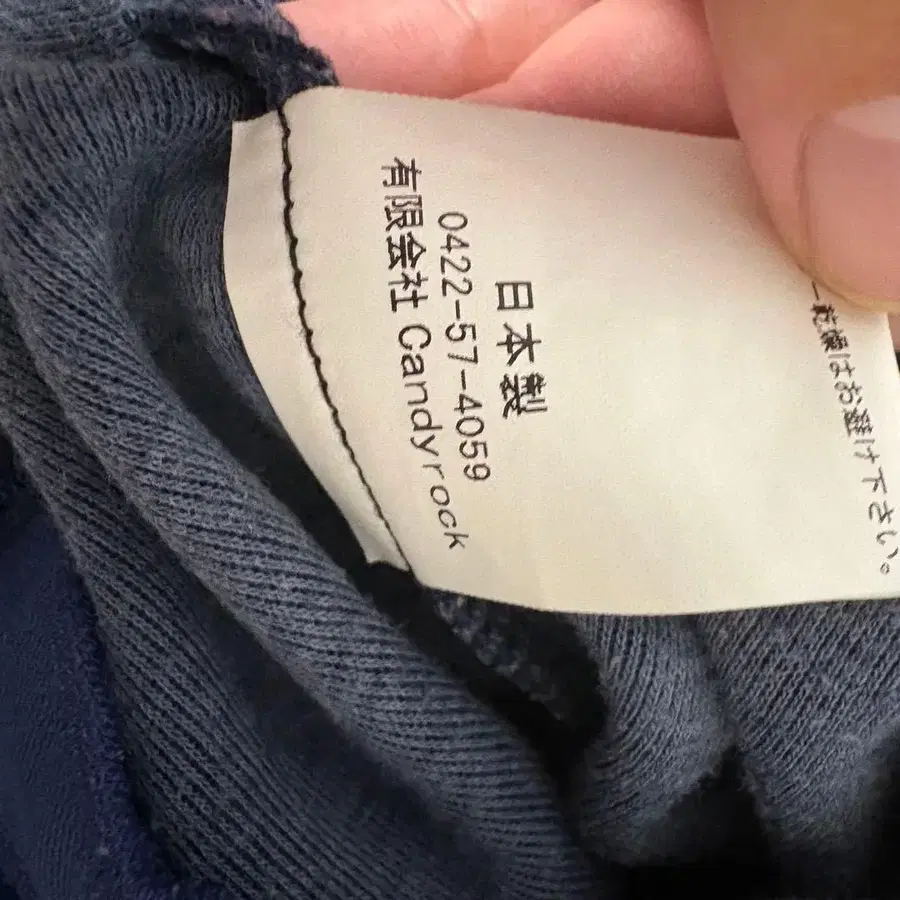 有限会社 Candyrock
0422-57-4059
日本製
ー乾燥はお避け下さい。